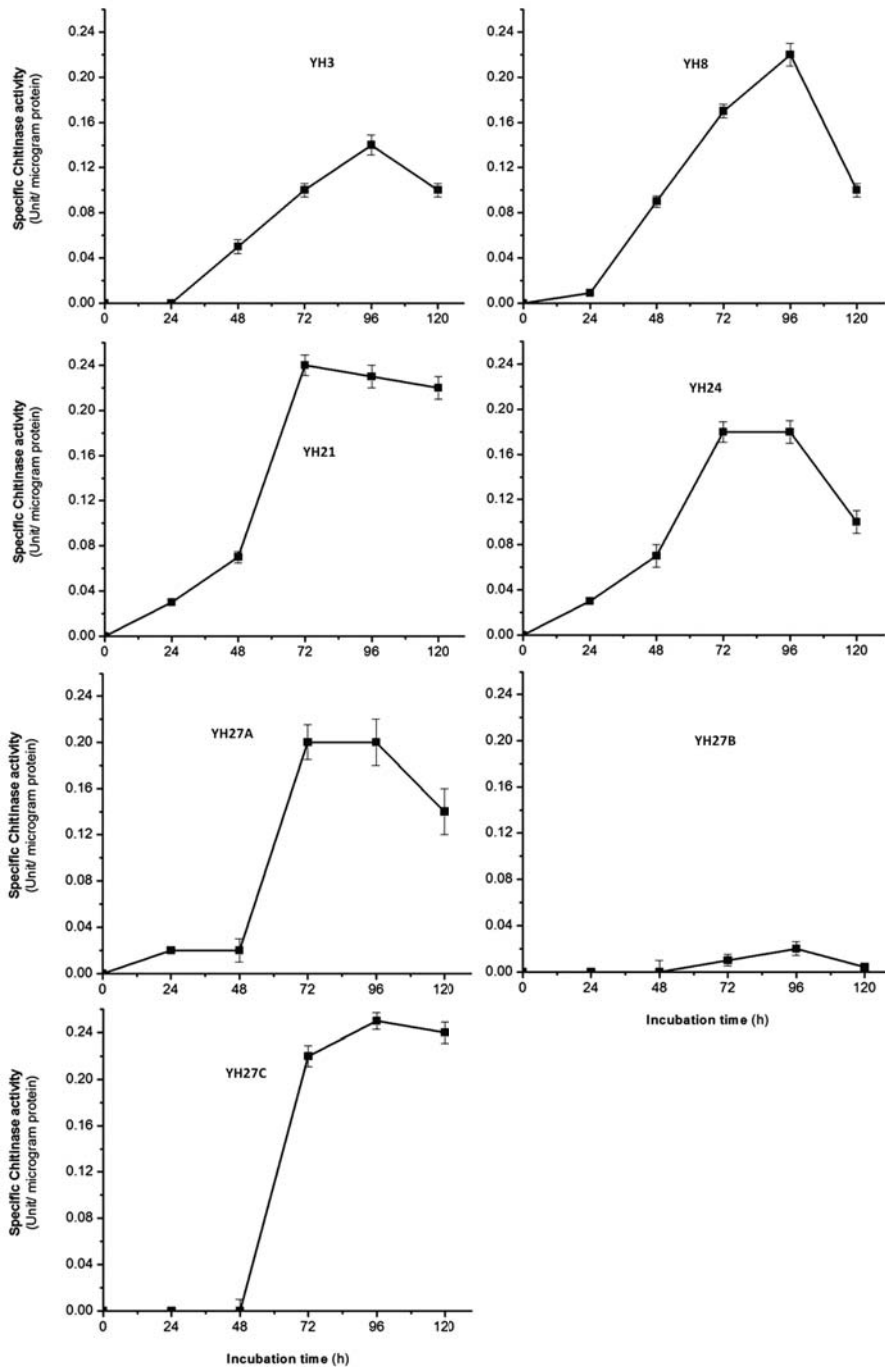 0.24
0.20
0.16
0.12
0.08
0.04
0.00
Specific Chitinase activity
(Unit/ microgram protein)
YH3
0 24 48 72 96 120
0.24
0.20
0.16
0.12
0.08
0.04
0.00
YH8
0 24 48 72 96 120
0.24
0.20
0.16
0.12
0.08
0.04
0.00
Specific Chitinase activity
(Unit/ microgram protein)
YH21
0 24 48 72 96 120
0.24
0.20
0.16
0.12
0.08
0.04
0.00
YH24
0 24 48 72 96 120
0.24
0.20
0.16
0.12
0.08
0.04
0.00
Specific Chitinase activity
(Unit/ microgram protein)
YH27A
0 24 48 72 96 120
0.24
0.20
0.16
0.12
0.08
0.04
0.00
YH27B
0 24 48 72 96 120
Incubation time (h)
0.24
0.20
0.16
0.12
0.08
0.04
0.00
Specific Chitinase activity
(Unit/ microgram protein)
YH27C
0 24 48 72 96 120
Incubation time (h)